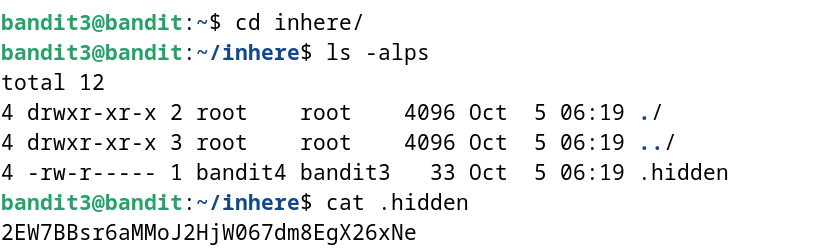 bandit3@bandit:~$ cd inhere/
bandit3@bandit:~/inhere$ ls -alps
total 12
4 drwxr-xr-x 2 root    root    4096 Oct  5 06:19 ./
4 drwxr-xr-x 3 root    root    4096 Oct  5 06:19 ../
4 -rw-r----- 1 bandit4 bandit3   33 Oct  5 06:19 .hidden
bandit3@bandit:~/inhere$ cat .hidden
2EW7BBsr6aMMoJ2HjW067dm8EgX26xNe